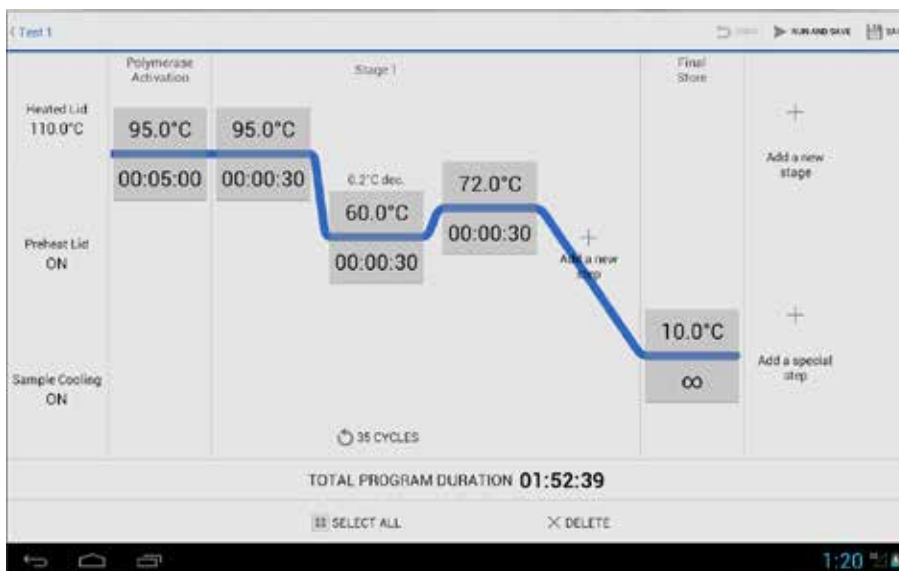 Test 1
RUN AND SAVE
Polymerase
Activation
Stage 1
Final
Store
Heated Lid
110.0°C
95.0°C
95.0°C
00:05:00
00:00:30
0.2°C dec.
60.0°C
00:00:30
72.0°C
00:00:30
Add a new
step
Add a new
stage
Preheat Lid
ON
10.0°C
∞
Add a special
step
Sample Cooling
ON
35 CYCLES
TOTAL PROGRAM DURATION 01:52:39
SELECT ALL
DELETE
1:20